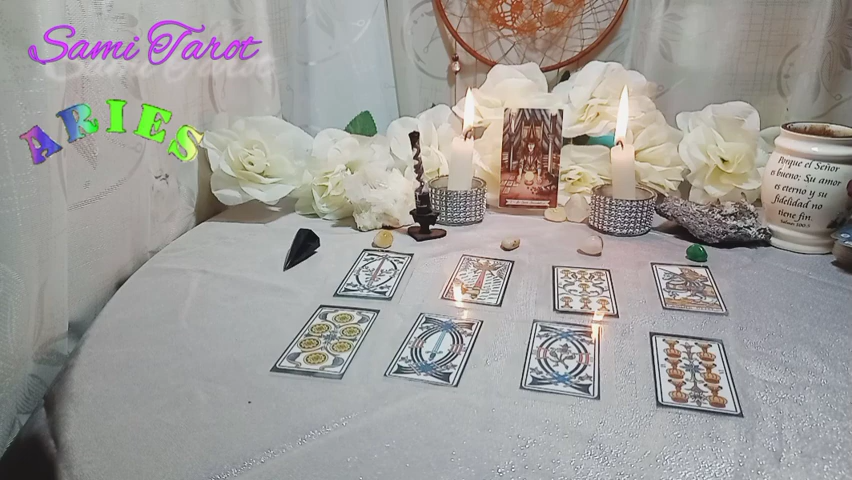 Sami Tarot
ARIES
Porque el Señor
es bueno; Su amor
es eterno y su
fidelidad no
tiene fin.